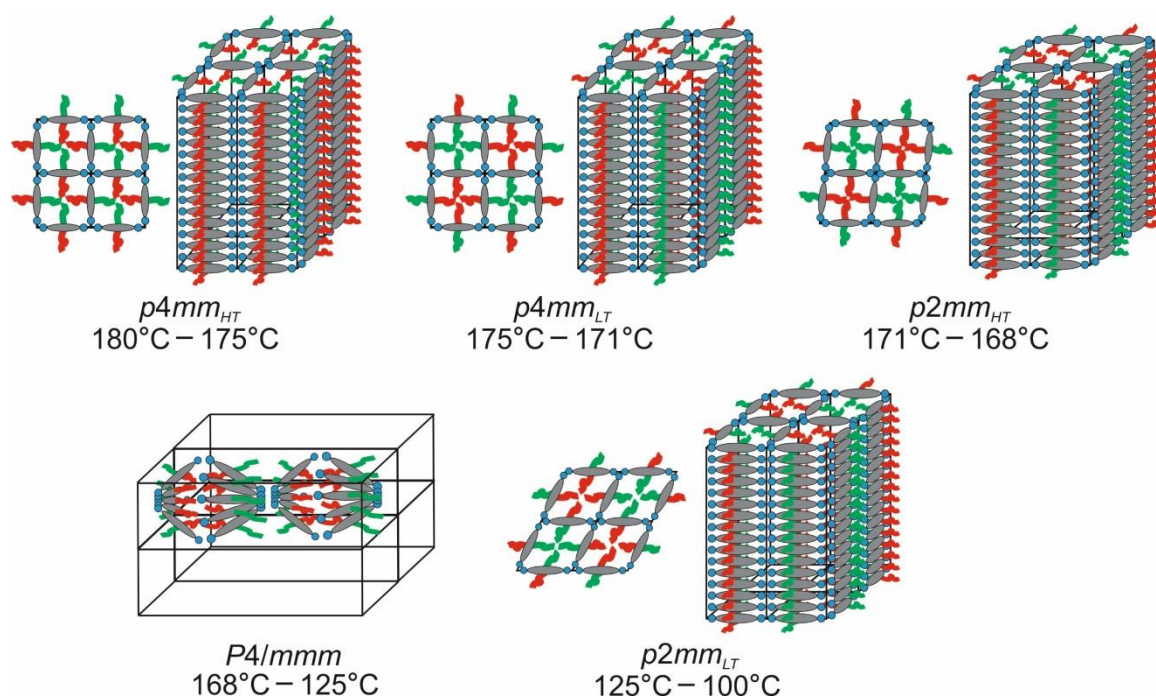 p4mm_HT
180°C – 175°C
p4mm_LT
175°C – 171°C
p2mm_HT
171°C – 168°C
P4/mmm
168°C – 125°C
p2mm_LT
125°C – 100°C